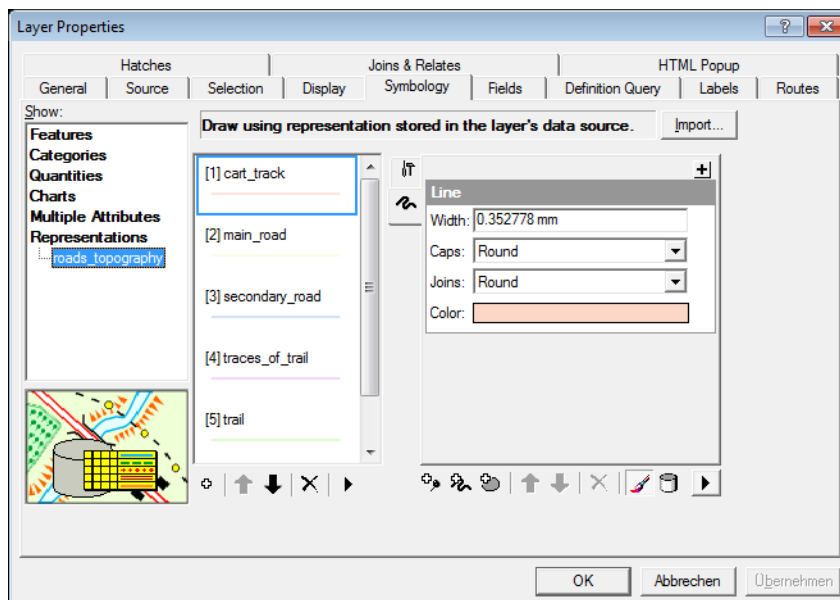 Layer Properties
Hatches Joins & Relates HTML Popup
General Source Selection Display Symbology Fields Definition Query Labels Routes
Show:
Draw using representation stored in the layer's data source. Import...
Features
Categories
Quantities
Charts
Multiple Attributes
Representations
roads_topography
[1] cart_track
[2] main_road
[3] secondary_road
[4] traces_of_trail
[5] trail
Line
Width: 0.352778 mm
Caps: Round
Joins: Round
Color:
OK Abbrechen Übernehmen